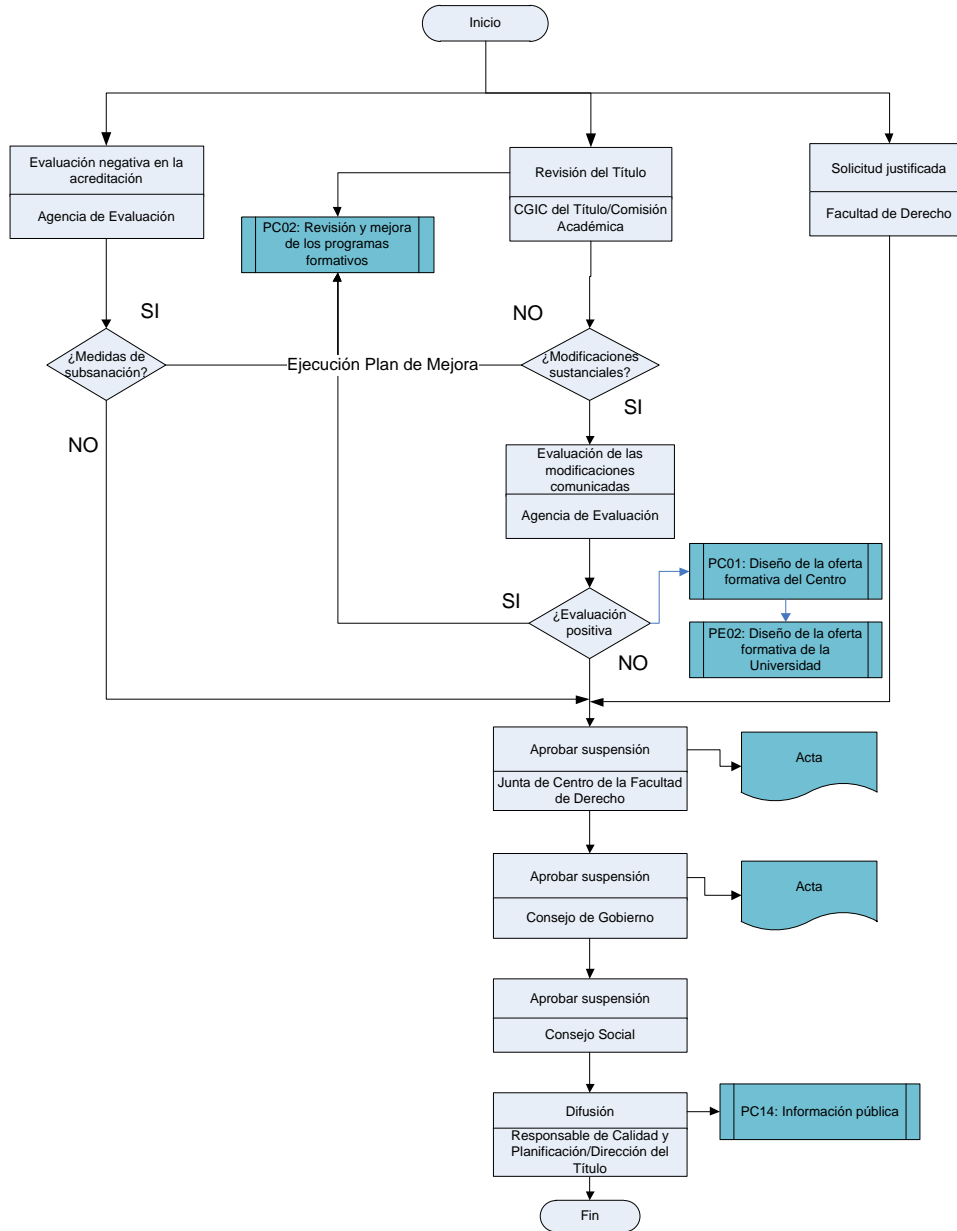 Inicio
Evaluación negativa en la
acreditación
Agencia de Evaluación
Revisión del Título
CGIC del Título/Comisión
Académica
Solicitud justificada
Facultad de Derecho
PC02: Revisión y mejora
de los programas
formativos
SI
NO
¿Medidas de
subsanación?
Ejecución Plan de Mejora
¿Modificaciones
sustanciales?
NO
SI
Evaluación de las
modificaciones
comunicadas
Agencia de Evaluación
PC01: Diseño de la oferta
formativa del Centro
SI
¿Evaluación
positiva
NO
PE02: Diseño de la oferta
formativa de la
Universidad
Aprobar suspensión
Junta de Centro de la Facultad
de Derecho
Acta
Aprobar suspensión
Consejo de Gobierno
Acta
Aprobar suspensión
Consejo Social
Difusión
Responsable de Calidad y
Planificación/Dirección del
Título
PC14: Información pública
Fin